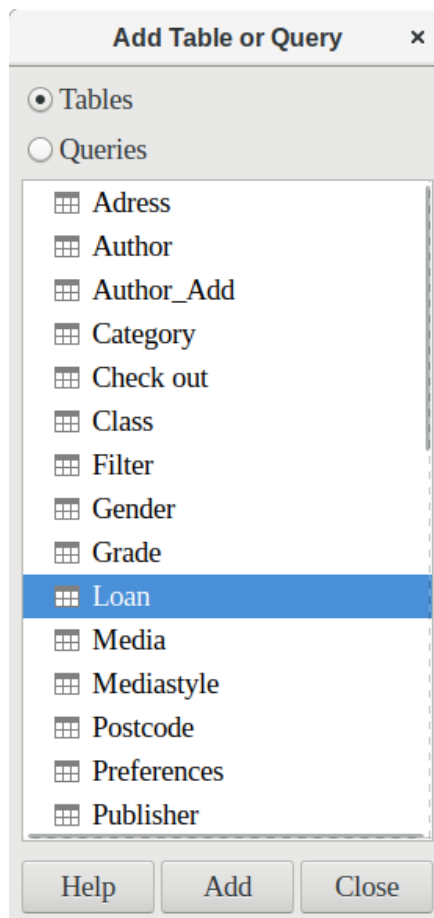 Add Table or Query ×
Tables
Queries
Adress
Author
Author_Add
Category
Check out
Class
Filter
Gender
Grade
Loan
Media
Mediastyle
Postcode
Preferences
Publisher
Help Add Close